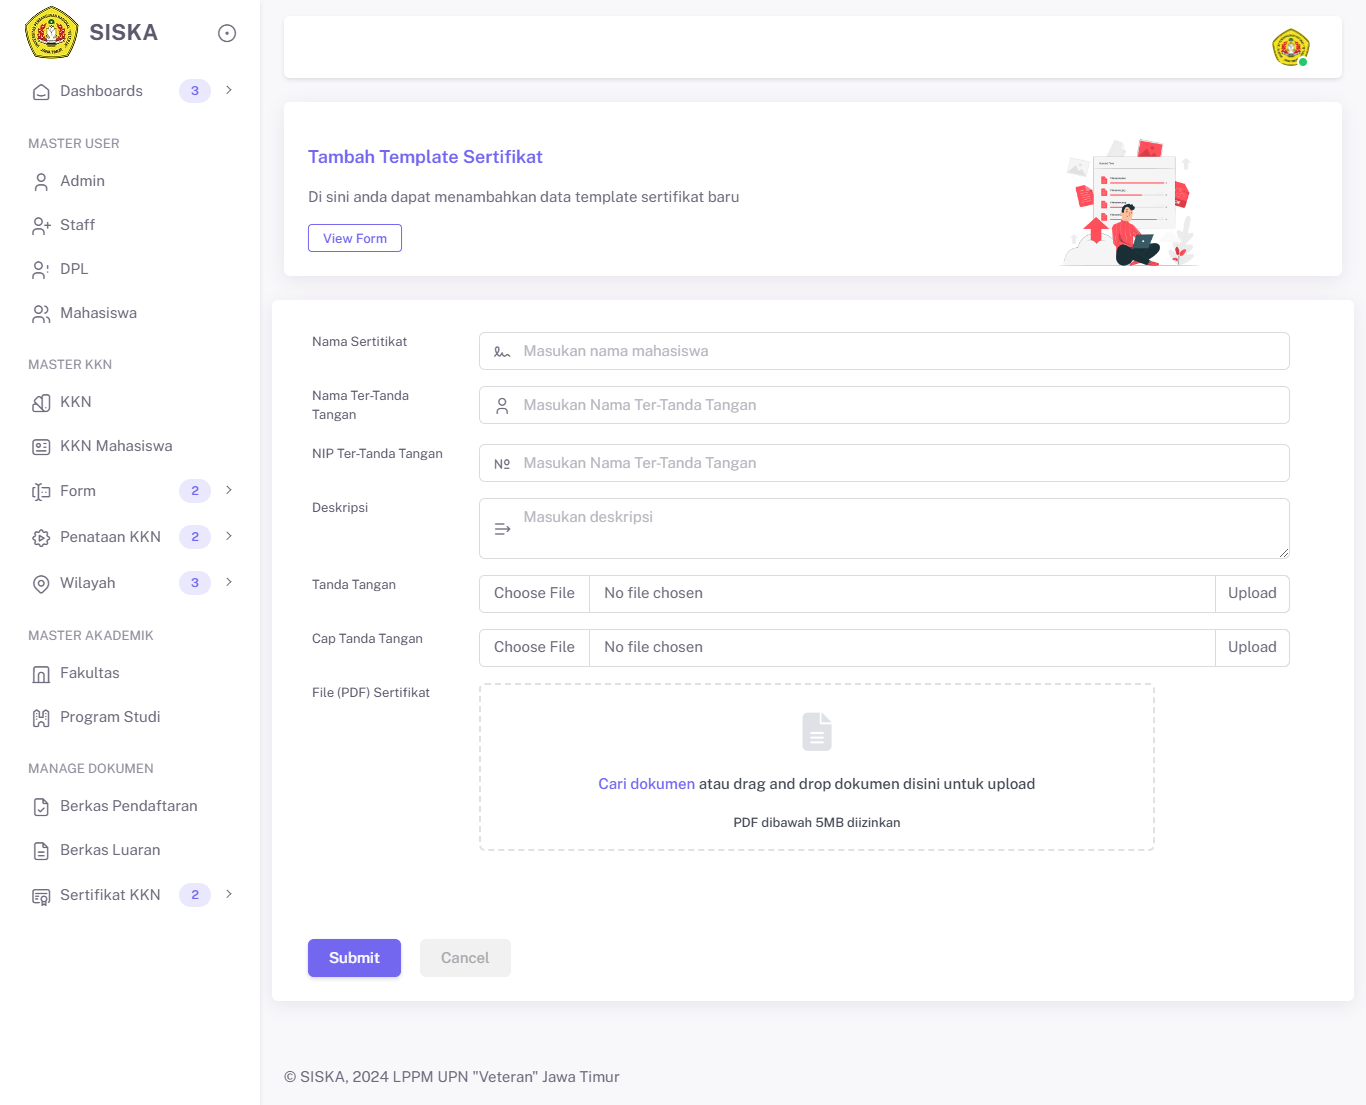 SISKA
Dashboards 3
MASTER USER
Admin
Staff
DPL
Mahasiswa
MASTER KKN
KKN
KKN Mahasiswa
Form 2
Penataan KKN 2
Wilayah 3
MASTER AKADEMIK
Fakultas
Program Studi
MANAGE DOKUMEN
Berkas Pendaftaran
Berkas Luaran
Sertifikat KKN 2
Tambah Template Sertifikat
Di sini anda dapat menambahkan data template sertifikat baru
View Form
Nama Sertitikat
Masukan nama mahasiswa
Nama Ter-Tanda
Tangan
Masukan Nama Ter-Tanda Tangan
NIP Ter-Tanda Tangan
Nº Masukan Nama Ter-Tanda Tangan
Deskripsi
Masukan deskripsi
Tanda Tangan
Choose File No file chosen Upload
Cap Tanda Tangan
Choose File No file chosen Upload
File (PDF) Sertifikat
Cari dokumen atau drag and drop dokumen disini untuk upload
PDF dibawah 5MB diizinkan
Submit Cancel
© SISKA, 2024 LPPM UPN "Veteran" Jawa Timur